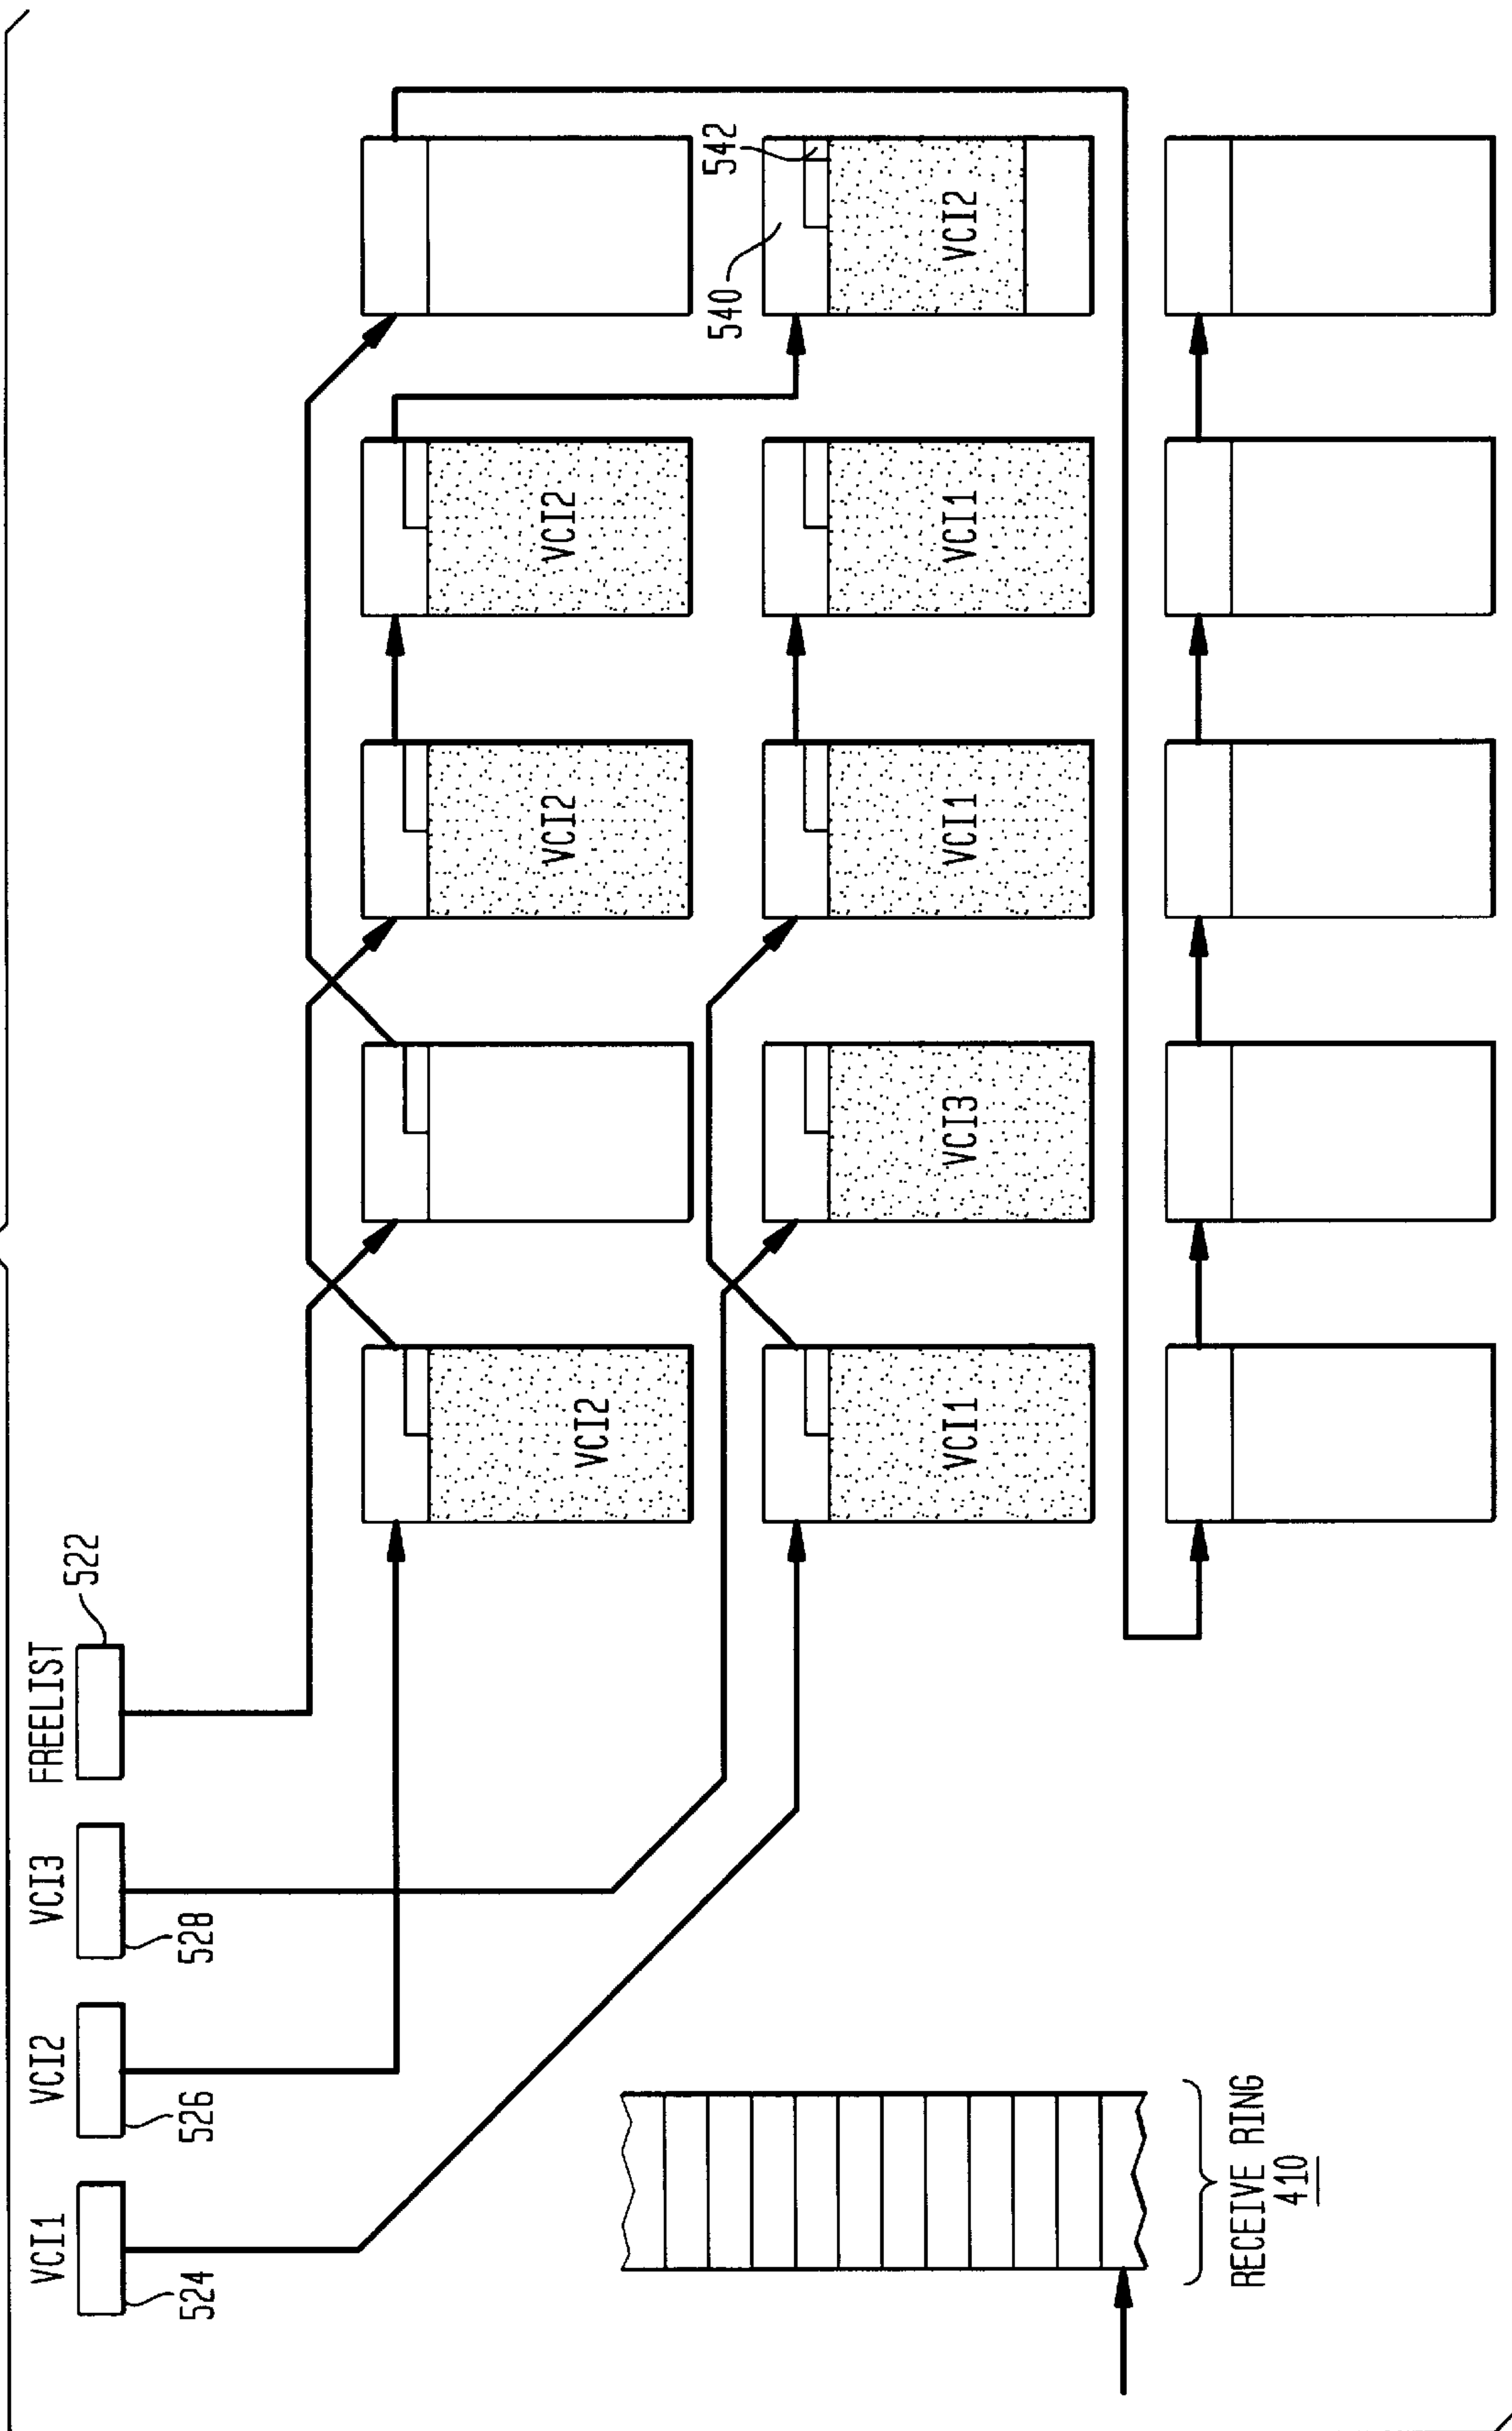 VCI1
VCI2
VCI3
FREELIST
522
524
526
528
VCI2
VCI2
VCI2
540
542
VCI1
VCI3
VCI1
VCI1
VCI2
RECEIVE RING
410